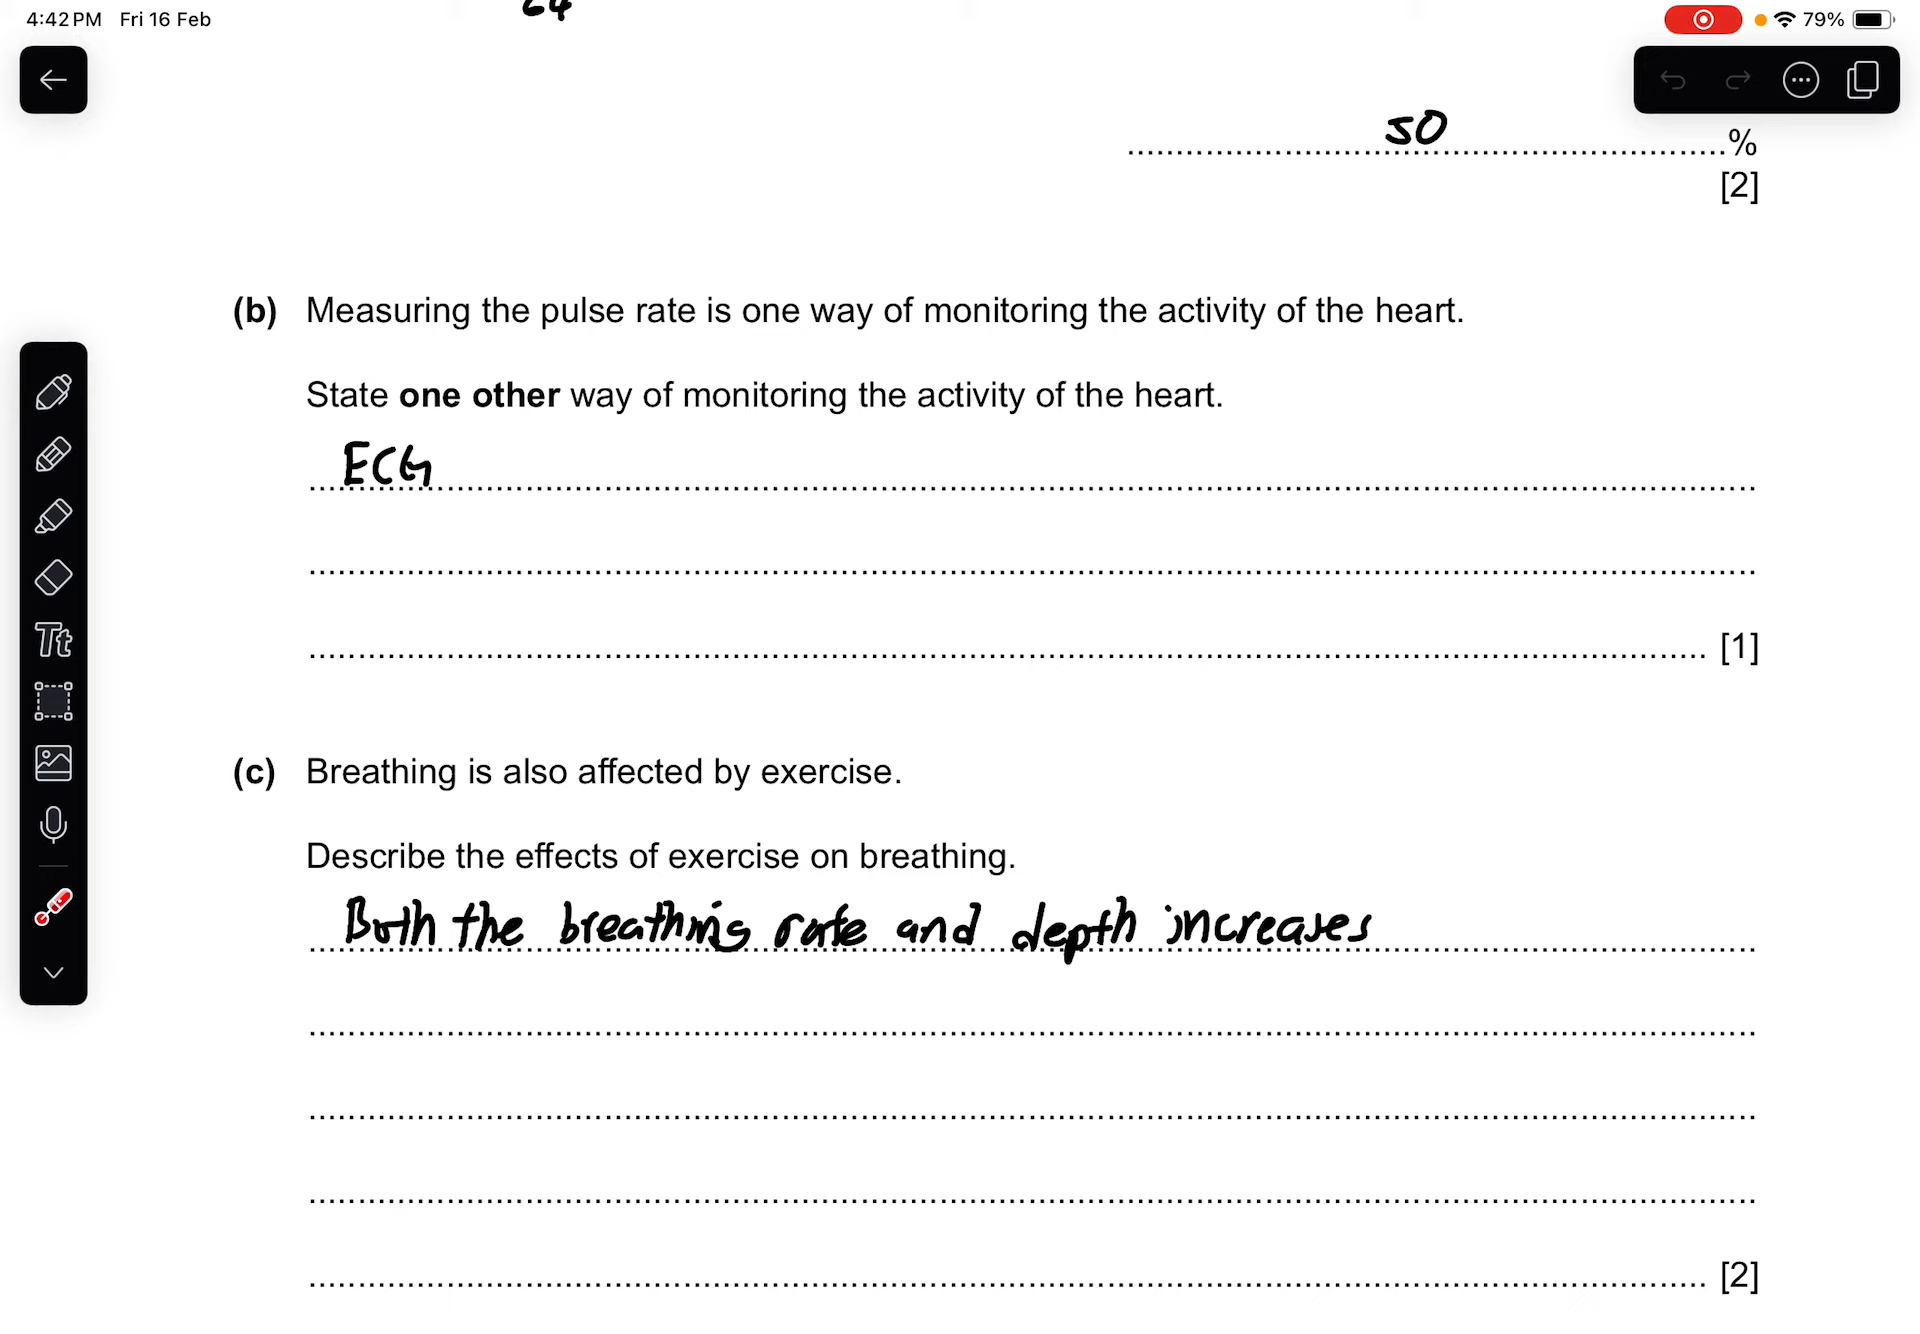 4:42 PM Fri 16 Feb
79%
64
50 %
[2]
(b) Measuring the pulse rate is one way of monitoring the activity of the heart.
State one other way of monitoring the activity of the heart.
ECG
[1]
(c) Breathing is also affected by exercise.
Describe the effects of exercise on breathing.
Both the breathing rate and depth increases
[2]
Tt